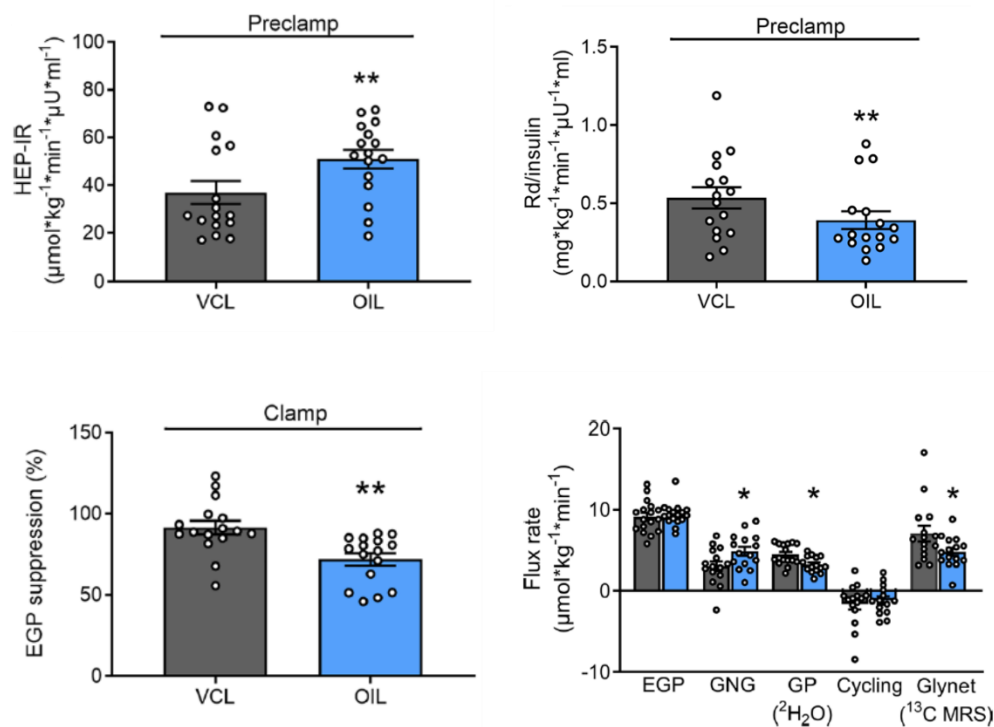 Preclamp
HEP-IR
(µmol*kg⁻¹*min⁻¹*µU*ml⁻¹)
100
80
60
40
20
0
**
VCL OIL
Preclamp
Rd/insulin
(mg*kg⁻¹*min⁻¹*µU⁻¹*ml)
1.5
1.0
0.5
0.0
**
VCL OIL
Clamp
EGP suppression (%)
150
100
50
0
**
VCL OIL
Flux rate
(µmol*kg⁻¹*min⁻¹)
20
10
0
-10
* * *
EGP GNG GP Cycling Glynet
(²H₂O) (¹³C MRS)